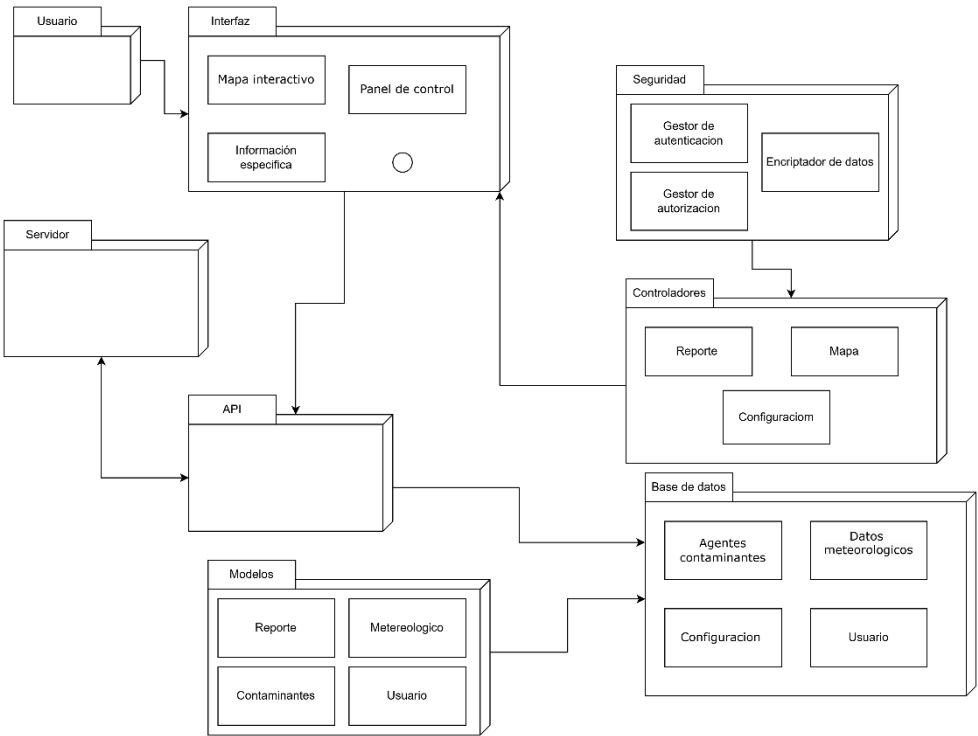 Usuario
Interfaz
Mapa interactivo
Panel de control
Información
especifica
Seguridad
Gestor de
autenticacion
Encriptador de datos
Gestor de
autorizacion
Servidor
Controladores
Reporte
Mapa
Configuraciom
API
Base de datos
Agentes
contaminantes
Datos
meteorologicos
Configuracion
Usuario
Modelos
Reporte
Metereologico
Contaminantes
Usuario